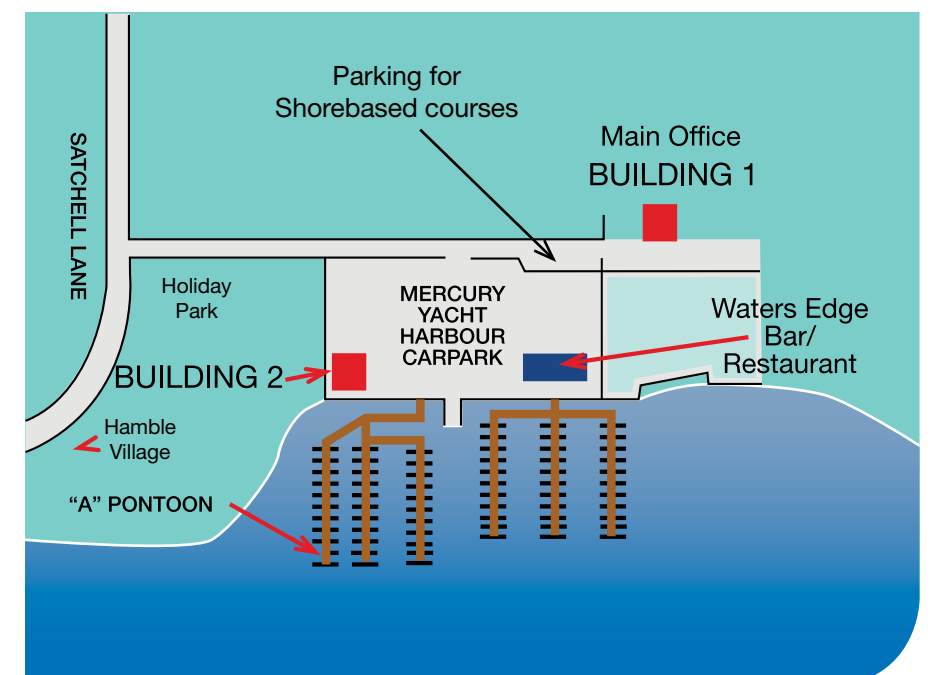 Parking for
Shorebased courses
Main Office
BUILDING 1
SATCHELL LANE
Holiday
Park
MERCURY
YACHT
HARBOUR
CARPARK
Waters Edge
Bar/
Restaurant
BUILDING 2
Hamble
Village
“A” PONTOON